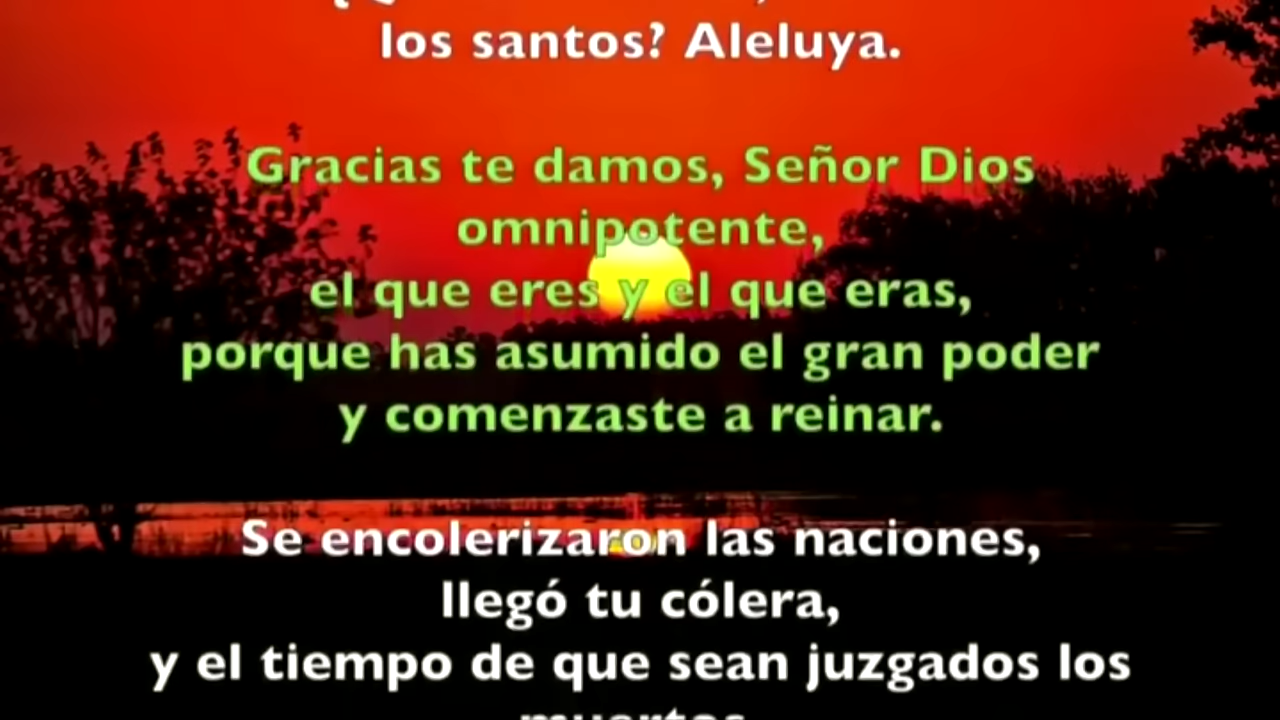 los santos? Aleluya.
Gracias te damos, Señor Dios
omnipotente,
el que eres y el que eras,
porque has asumido el gran poder
y comenzaste a reinar.
Se encolerizaron las naciones,
llegó tu cólera,
y el tiempo de que sean juzgados los